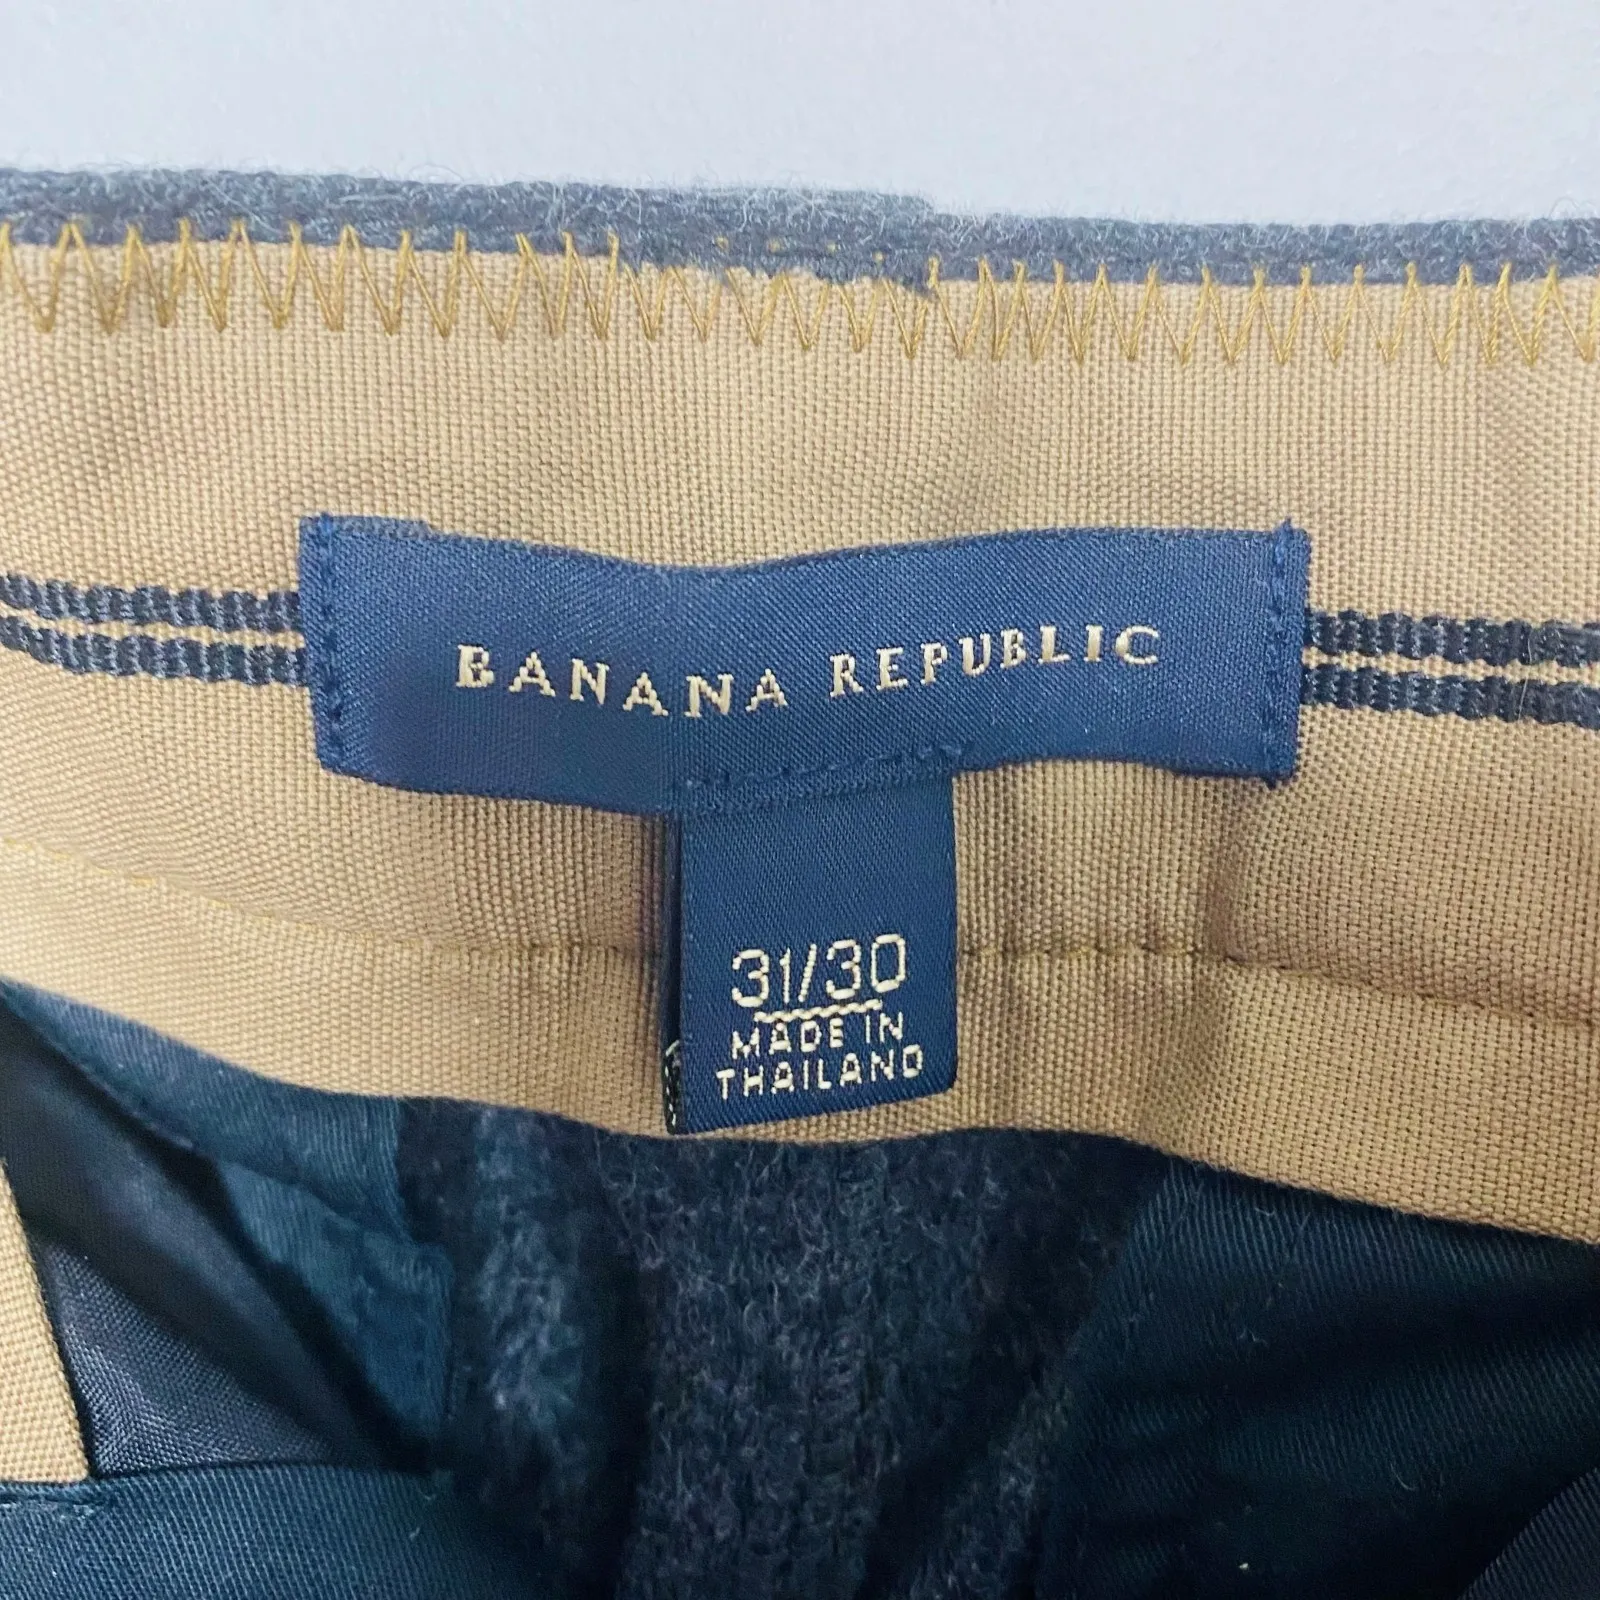 BANANA REPUBLIC
31/30
MADE IN
THAILAND